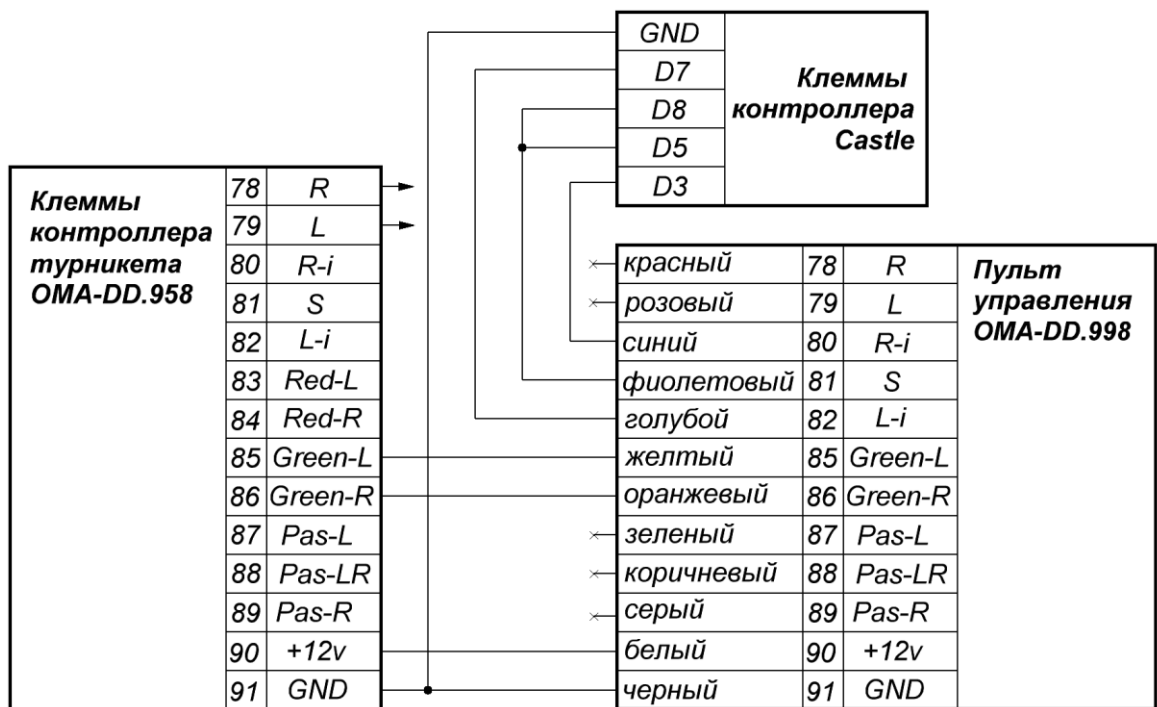 GND
D7
D8
D5
D3
Клеммы
контроллера
Castle
Клеммы
контроллера
турникета
OMA-DD.958
78 R
79 L
80 R-i
81 S
82 L-i
83 Red-L
84 Red-R
85 Green-L
86 Green-R
87 Pas-L
88 Pas-LR
89 Pas-R
90 +12v
91 GND
красный 78 R
розовый 79 L
синий 80 R-i
фиолетовый 81 S
голубой 82 L-i
желтый 85 Green-L
оранжевый 86 Green-R
зеленый 87 Pas-L
коричневый 88 Pas-LR
серый 89 Pas-R
белый 90 +12v
черный 91 GND
Пульт
управления
OMA-DD.998